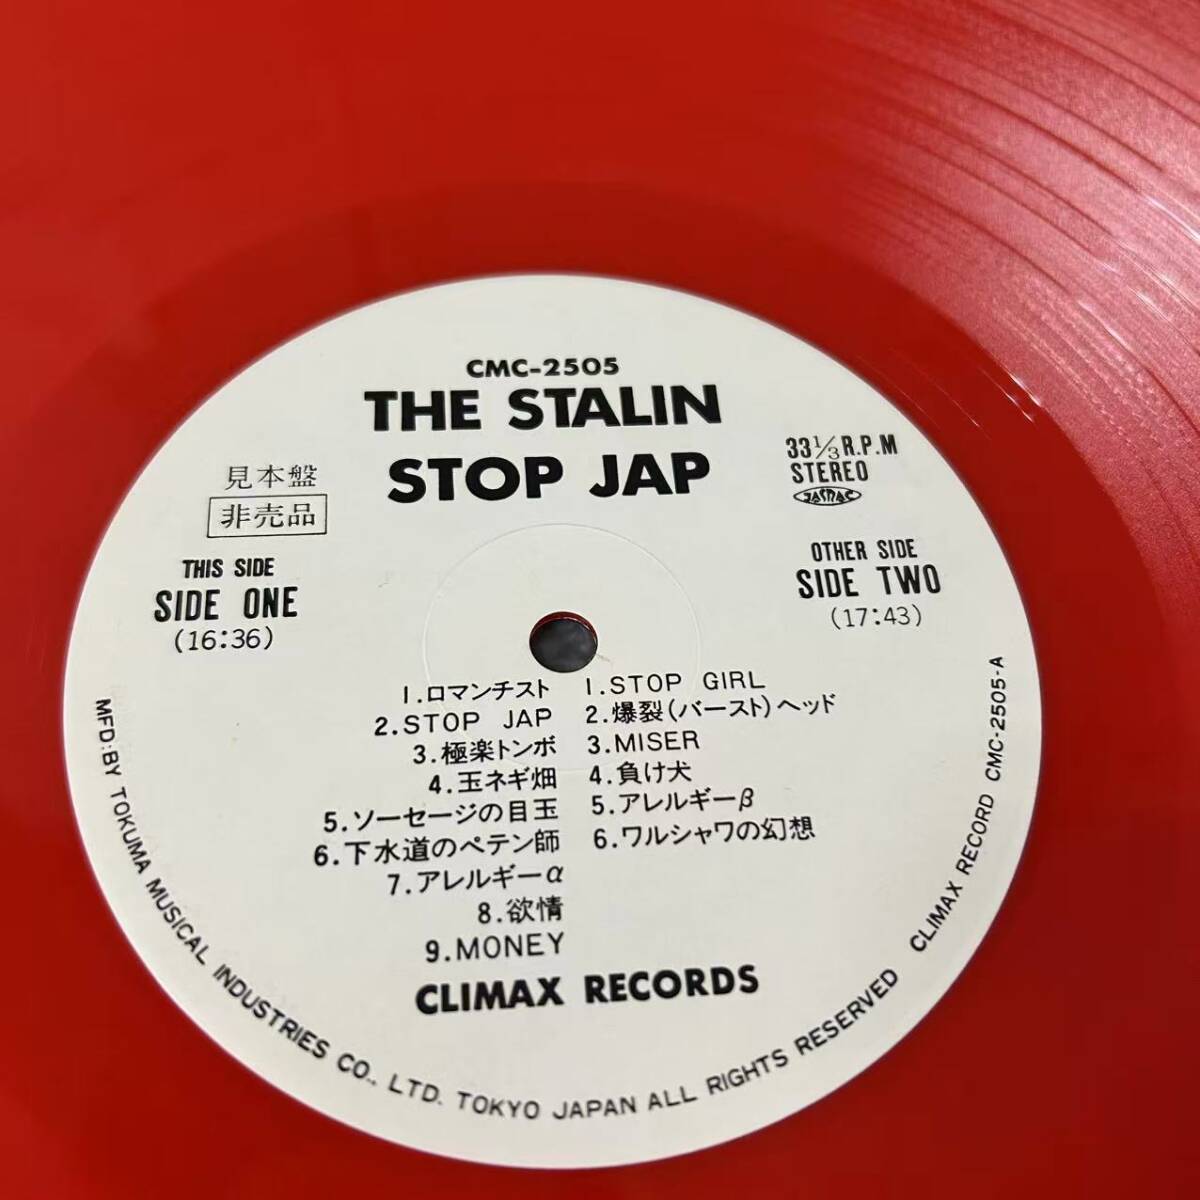 CMC-2505
THE STALIN
STOP JAP
見本盤
非売品
THIS SIDE
SIDE ONE
(16:36)
33 1/3 R.P.M
STEREO
JASRAC
OTHER SIDE
SIDE TWO
(17:43)
1.ロマンチスト
2.STOP JAP
3.極楽トンボ
4.玉ネギ畑
5.ソーセージの目玉
6.下水道のペテン師
7.アレルギーα
8.欲情
9.MONEY
1.STOP GIRL
2.爆裂(バースト)ヘッド
3.MISER
4.負け犬
5.アレルギーβ
6.ワルシャワの幻想
CLIMAX RECORDS
MFD:BY TOKUMA MUSICAL INDUSTRIES CO., LTD. TOKYO JAPAN ALL RIGHTS RESERVED CLIMAX RECORD CMC-2505-A